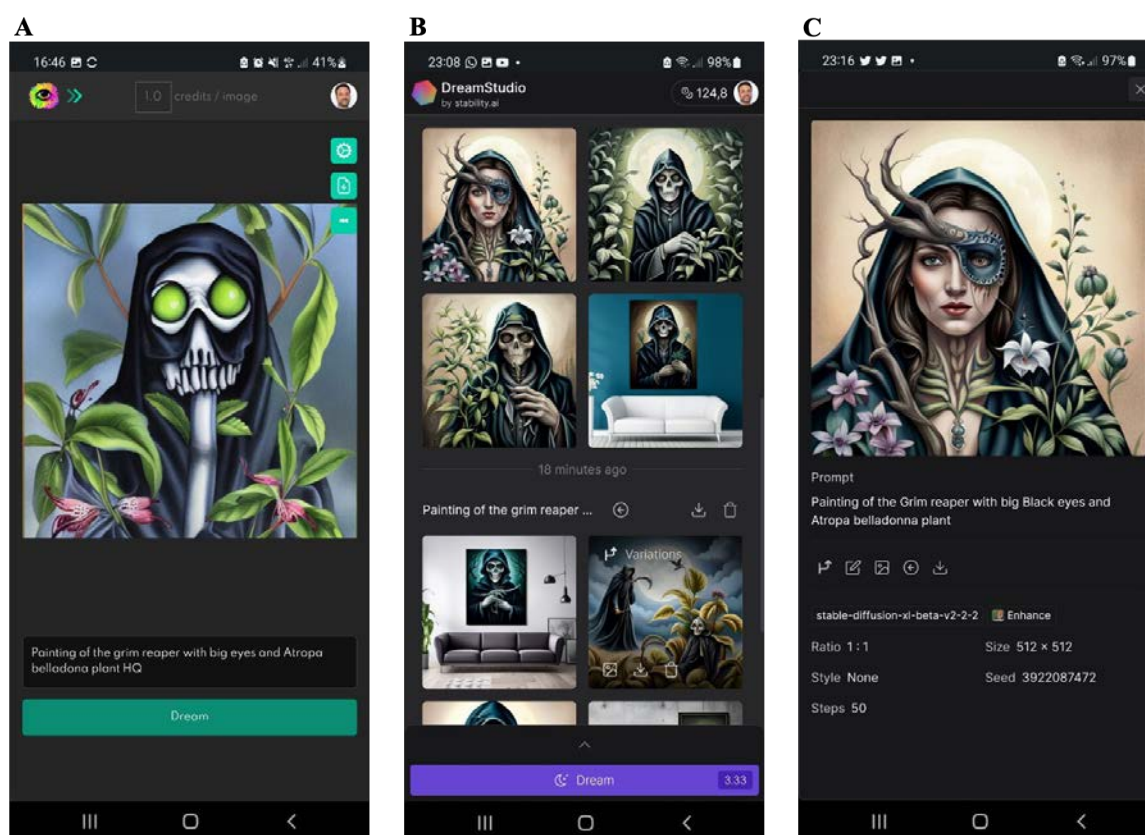 A
16:46 41%
1.0 credits / image
Painting of the grim reaper with big eyes and Atropa
belladona plant HQ
Dream
B
23:08 98%
DreamStudio
by stability.ai
124,8
18 minutes ago
Painting of the grim reaper ...
Variations
Dream 3.33
C
23:16 97%
Prompt
Painting of the Grim reaper with big Black eyes and
Atropa belladonna plant
stable-diffusion-xl-beta-v2-2-2 Enhance
Ratio 1:1 Size 512 × 512
Style None Seed 3922087472
Steps 50